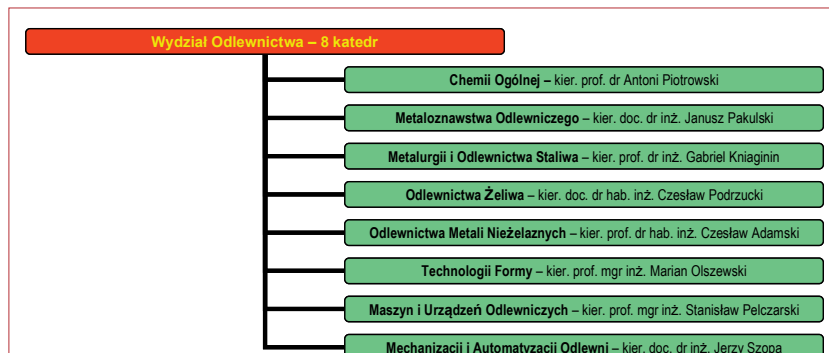 Wydział Odlewnictwa – 8 katedr
Chemii Ogólnej – kier. prof. dr Antoni Piotrowski
Metaloznawstwa Odlewniczego – kier. doc. dr inż. Janusz Pakulski
Metalurgii i Odlewnictwa Staliwa – kier. prof. dr inż. Gabriel Kniaginin
Odlewnictwa Żeliwa – kier. doc. dr hab. inż. Czesław Podrzucki
Odlewnictwa Metali Nieżelaznych – kier. prof. dr hab. inż. Czesław Adamski
Technologii Formy – kier. prof. mgr inż. Marian Olszewski
Maszyn i Urządzeń Odlewniczych – kier. prof. mgr inż. Stanisław Pelczarski
Mechanizacji i Automatyzacji Odlewni – kier. doc. dr inż. Jerzy Szopa